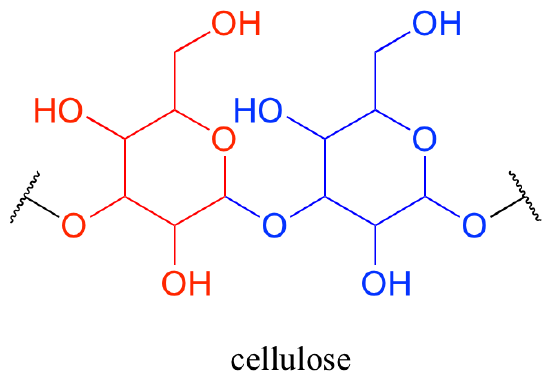 OH OH
HO HO
O O
O O O
OH OH
cellulose